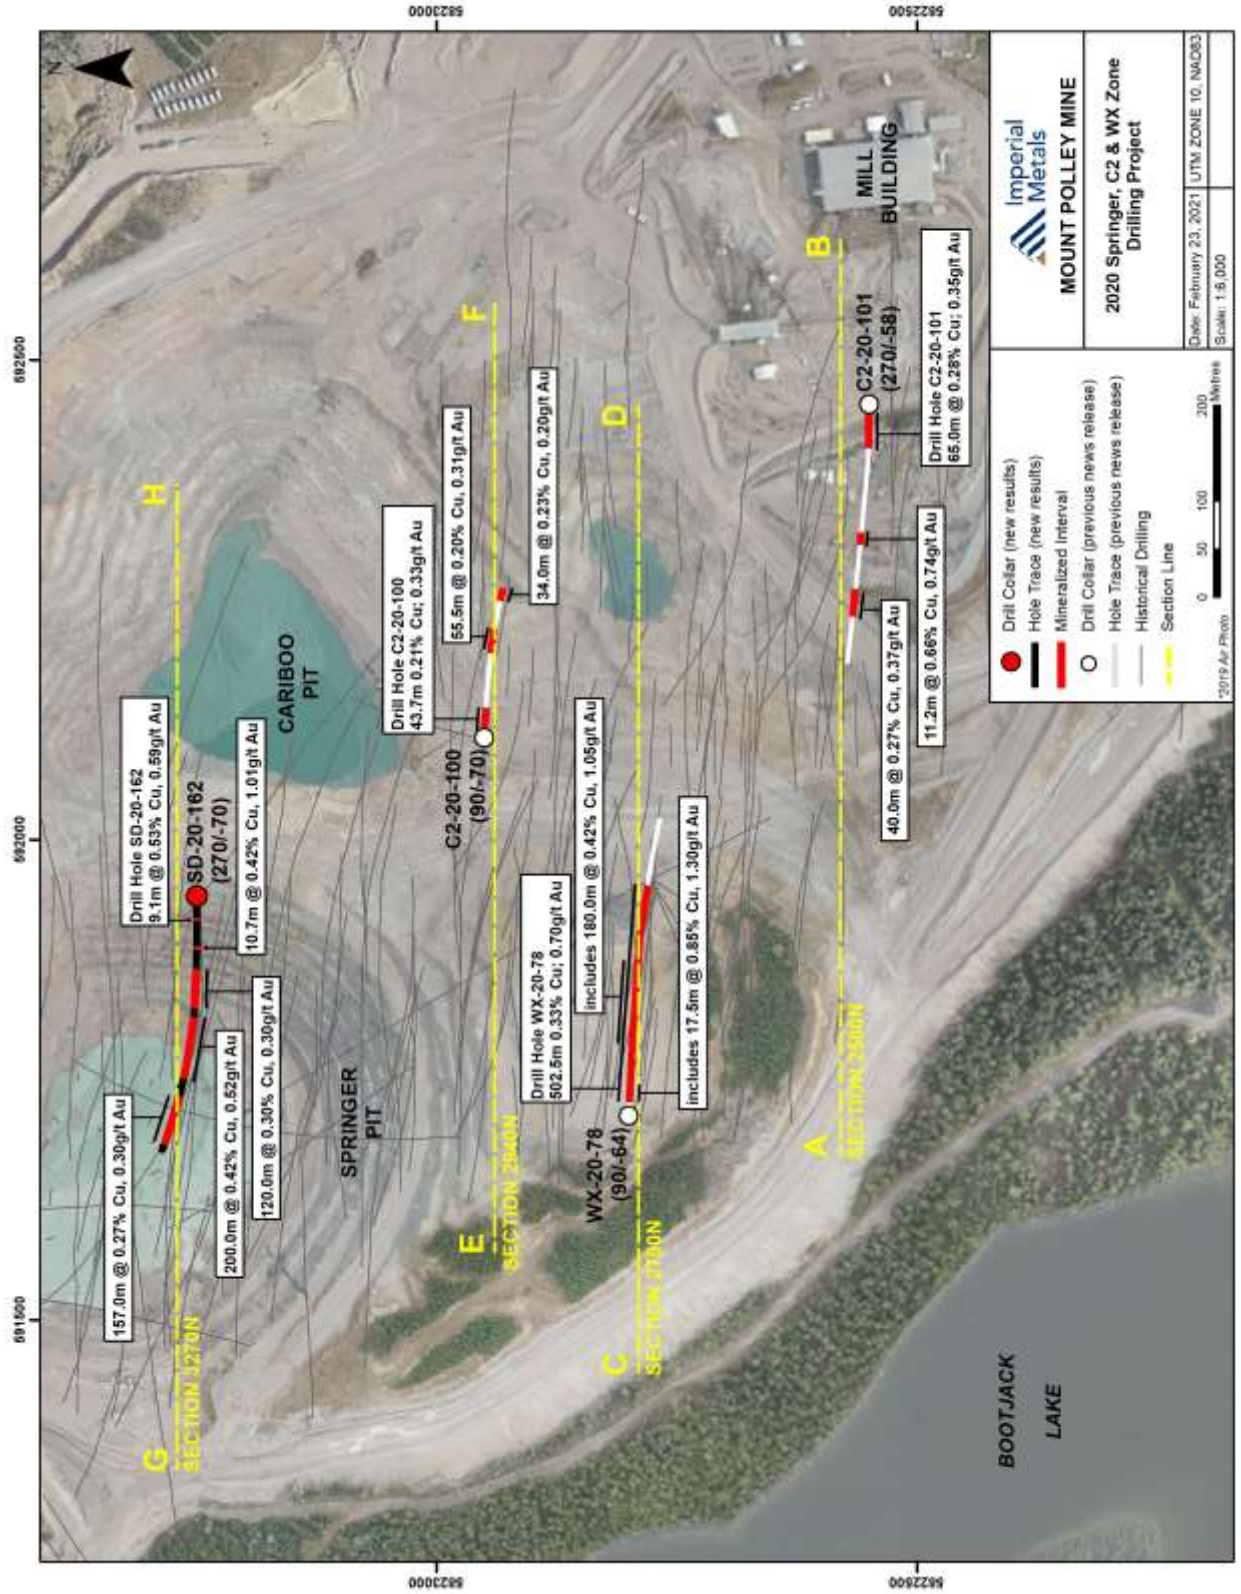 691500
692000
692500
5823000
5823000
5822500
5822500
N
G
H
SECTION 3270N
157.0m @ 0.27% Cu, 0.30g/t Au
Drill Hole SD-20-162
9.1m @ 0.53% Cu, 0.59g/t Au
SD-20-162
(270/-70)
10.7m @ 0.42% Cu, 1.01g/t Au
200.0m @ 0.42% Cu, 0.52g/t Au
120.0m @ 0.30% Cu, 0.30g/t Au
CARIBOO
PIT
SPRINGER
PIT
Drill Hole C2-20-100
43.7m 0.21% Cu; 0.33g/t Au
C2-20-100
(90/-70)
55.5m @ 0.20% Cu, 0.31g/t Au
34.0m @ 0.23% Cu, 0.20g/t Au
E
F
SECTION 2940N
Drill Hole WX-20-78
502.5m 0.33% Cu; 0.70g/t Au
includes 180.0m @ 0.42% Cu, 1.05g/t Au
WX-20-78
(90/-64)
includes 17.5m @ 0.85% Cu, 1.30g/t Au
C
D
SECTION 2790N
A
B
SECTION 2580N
MILL
BUILDING
C2-20-101
(270/-58)
Drill Hole C2-20-101
65.0m @ 0.28% Cu; 0.35g/t Au
11.2m @ 0.66% Cu, 0.74g/t Au
40.0m @ 0.27% Cu, 0.37g/t Au
BOOTJACK
LAKE
Drill Collar (new results)
Hole Trace (new results)
Mineralized Interval
Drill Collar (previous news release)
Hole Trace (previous news release)
Historical Drilling
Section Line
0 50 100 200
Metres
*2019 Air Photo
Imperial
Metals
MOUNT POLLEY MINE
2020 Springer, C2 & WX Zone
Drilling Project
Date: February 23, 2021
UTM ZONE 10, NAD83
Scale: 1:6,000